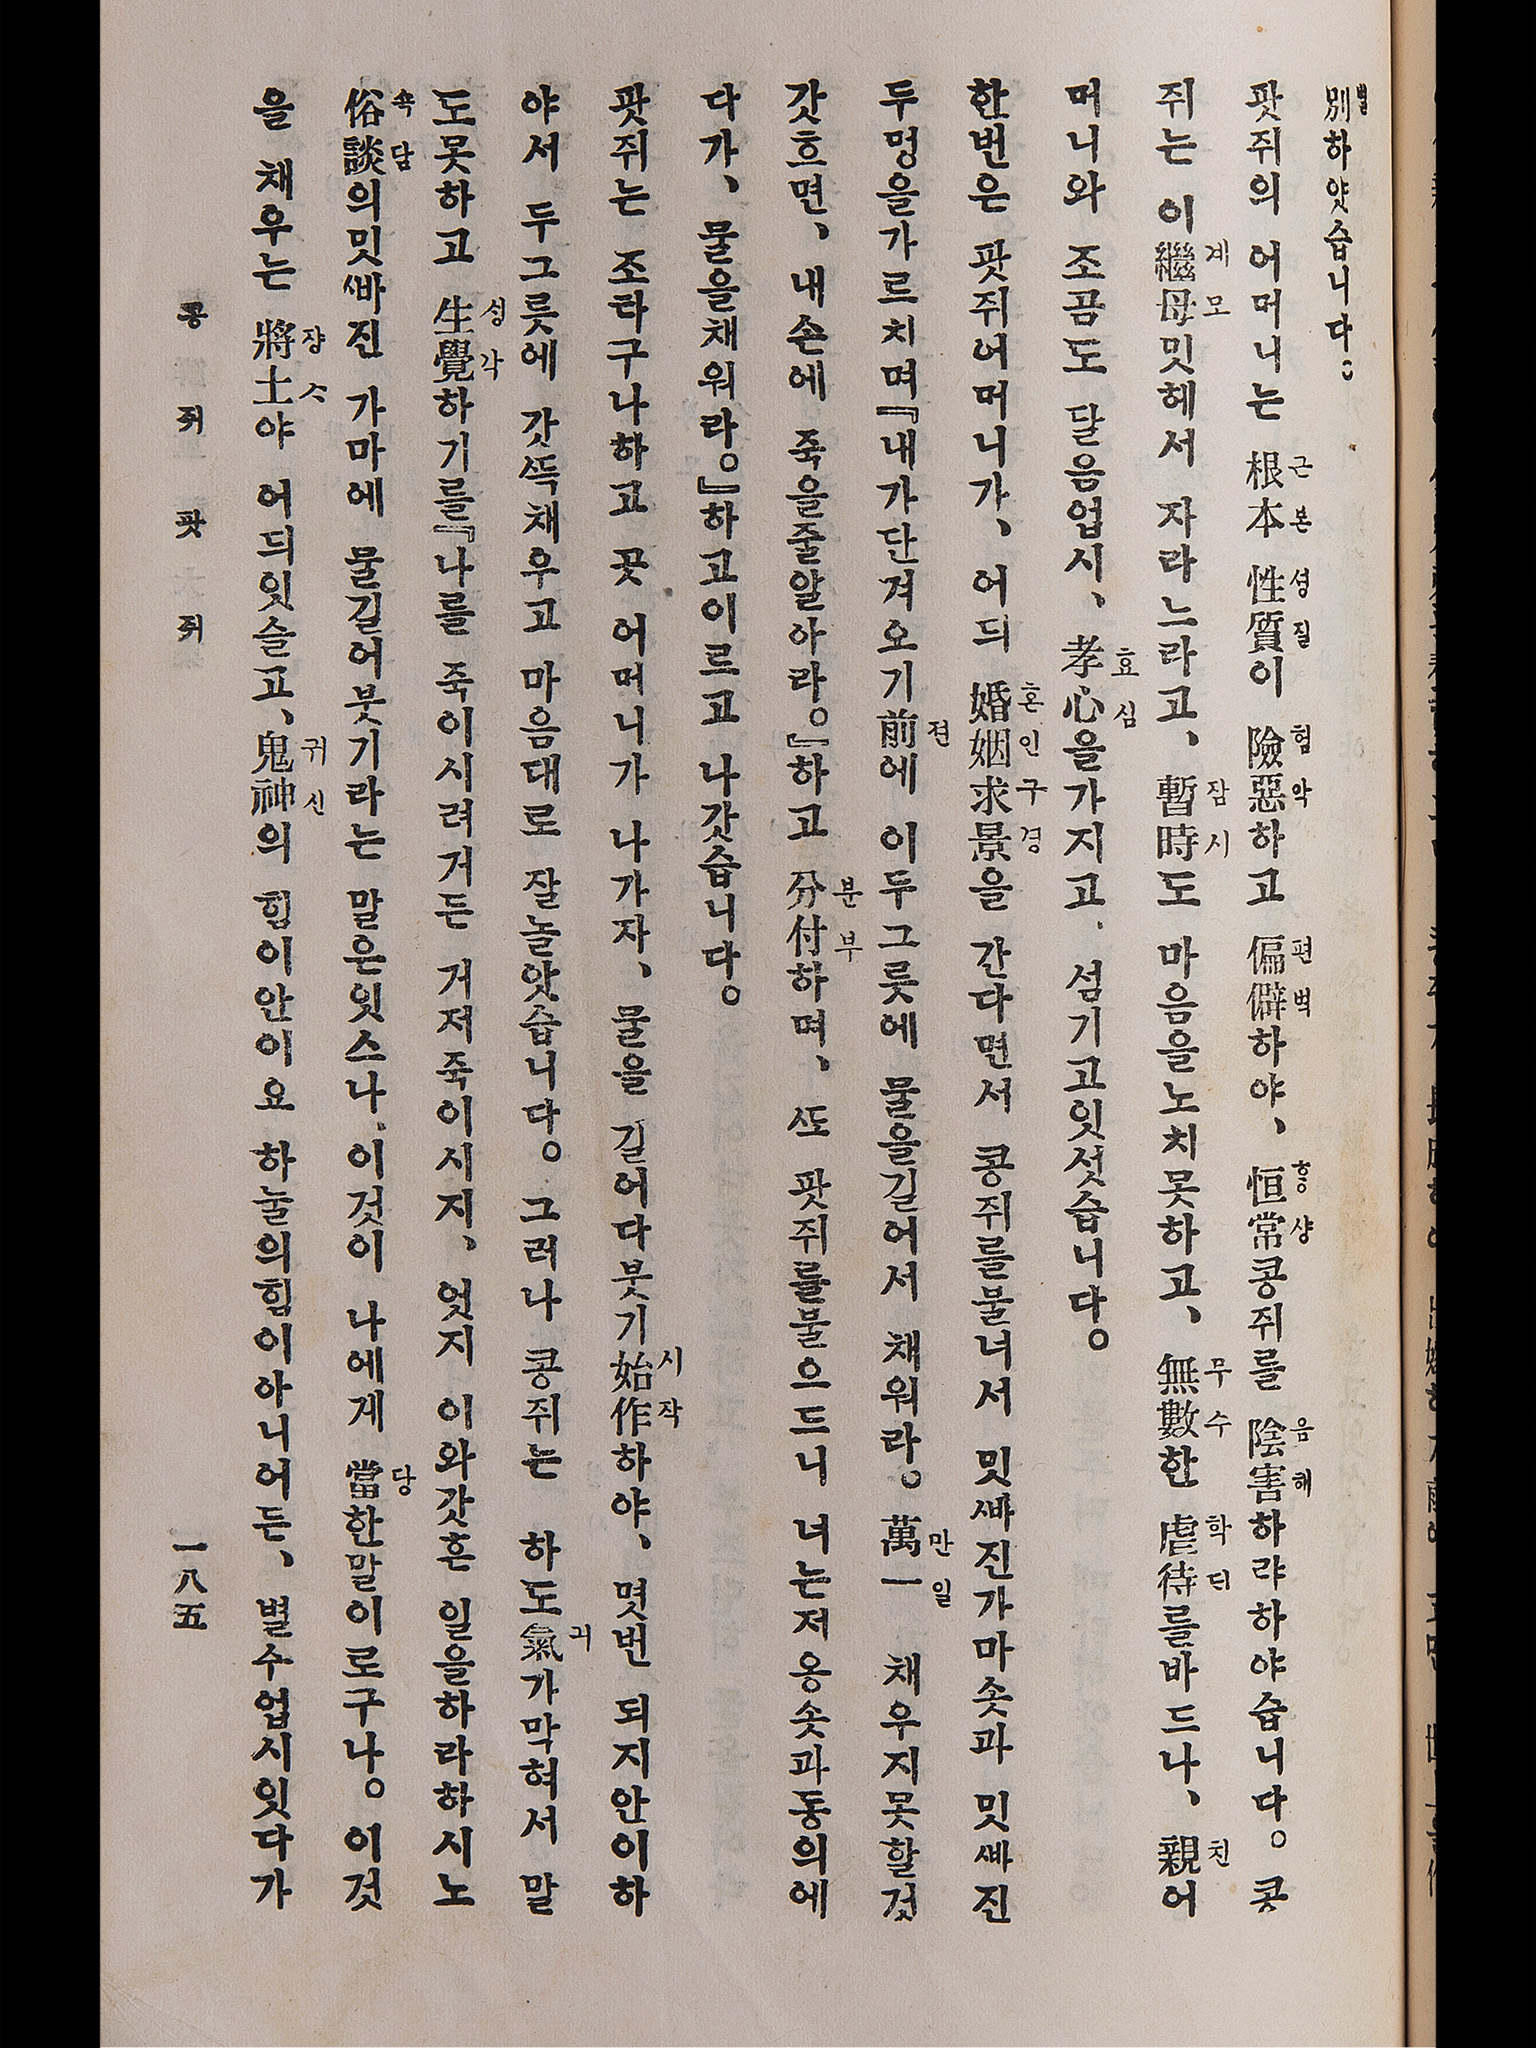 別하얏습니다.
팟쥐의 어머니는 根本 性質이 險惡하고 偏僻하야、 恒常콩쥐를 陰害하랴하야습니다。 콧
쥐는 이 繼母밋헤서 자라느라고、 暫時도 마음을노치못하고、 無數한 虐待를바드나、 親어
머니와 조곰도 달음업시、 孝心을가지고、 섬기고잇섯습니다。
한번은 팟쥐어머니가、 어듸 婚姻求景을 간다면서 콩쥐를물너서 밋ᄲᅡ진가마솟과 밋ᄲᅡ진
두멍을가르치며『내가단겨오기前에 이두그릇에 물을길어서 채워라。 萬一 채우지못할것
갓흐면、 내손에 죽을줄알아라。』하고 分付하며、 ᄯᅩ 팟쥐를불으드니 너는저옹솟과동의에
다가、 물을채워라。』하고이르고 나갓습니다。
팟쥐는 조라구나하고 곳 어머니가 나가자、 물을 길어다붓기始作하야、 몃번 되지안이하
야서 두그릇에 갓득채우고 마음대로 잘놀앗습니다。 그러나 콩쥐는 하도氣가막혀서 말
도못하고 生覺하기를『나를 죽이시려거든 거저죽이시지、 엇지 이와갓흔 일을하라하시노
俗談의밋ᄲᅡ진 가마에 물길어붓기라는 말은잇스나、이것이 나에게 當한말이로구나。 이것
을 채우는 將士야 어듸잇슬고、鬼神의 힘이안이요 하눌의힘이아니어든、 별수업시잇다가
콩쥐팟쥐
一八五